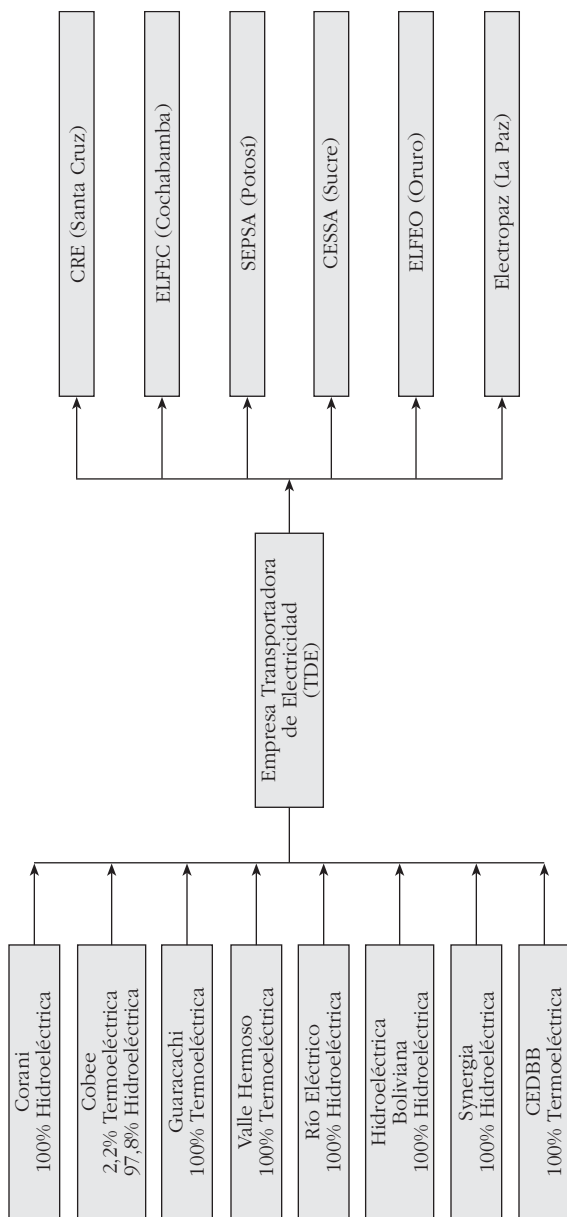 Corani
100% Hidroeléctrica
Cobee
2,2% Termoeléctrica
97,8% Hidroeléctrica
Guaracachi
100% Termoeléctrica
Valle Hermoso
100% Termoeléctrica
Río Eléctrico
100% Hidroeléctrica
Hidroeléctrica
Boliviana
100% Hidroeléctrica
Synergia
100% Hidroeléctrica
CEDBB
100% Termoeléctrica
Empresa Transportadora
de Electricidad
(TDE)
CRE (Santa Cruz)
ELFEC (Cochabamba)
SEPSA (Potosí)
CESSA (Sucre)
ELFEO (Oruro)
Electropaz (La Paz)